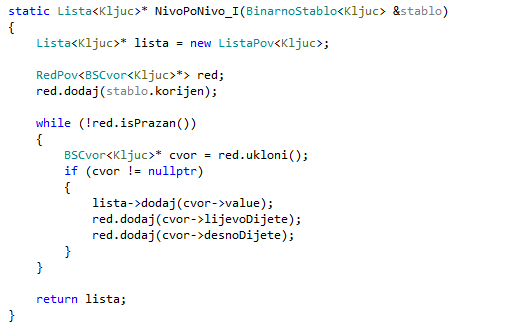 static Lista<Kljuc>* NivoPoNivo_I(BinarnoStablo<Kljuc> &stablo)
{
    Lista<Kljuc>* lista = new ListaPov<Kljuc>;

    RedPov<BSCvor<Kljuc>*> red;
    red.dodaj(stablo.korijen);

    while (!red.isPrazan())
    {
        BSCvor<Kljuc>* cvor = red.ukloni();
        if (cvor != nullptr)
        {
            lista->dodaj(cvor->value);
            red.dodaj(cvor->lijevoDijete);
            red.dodaj(cvor->desnoDijete);
        }
    }

    return lista;
}